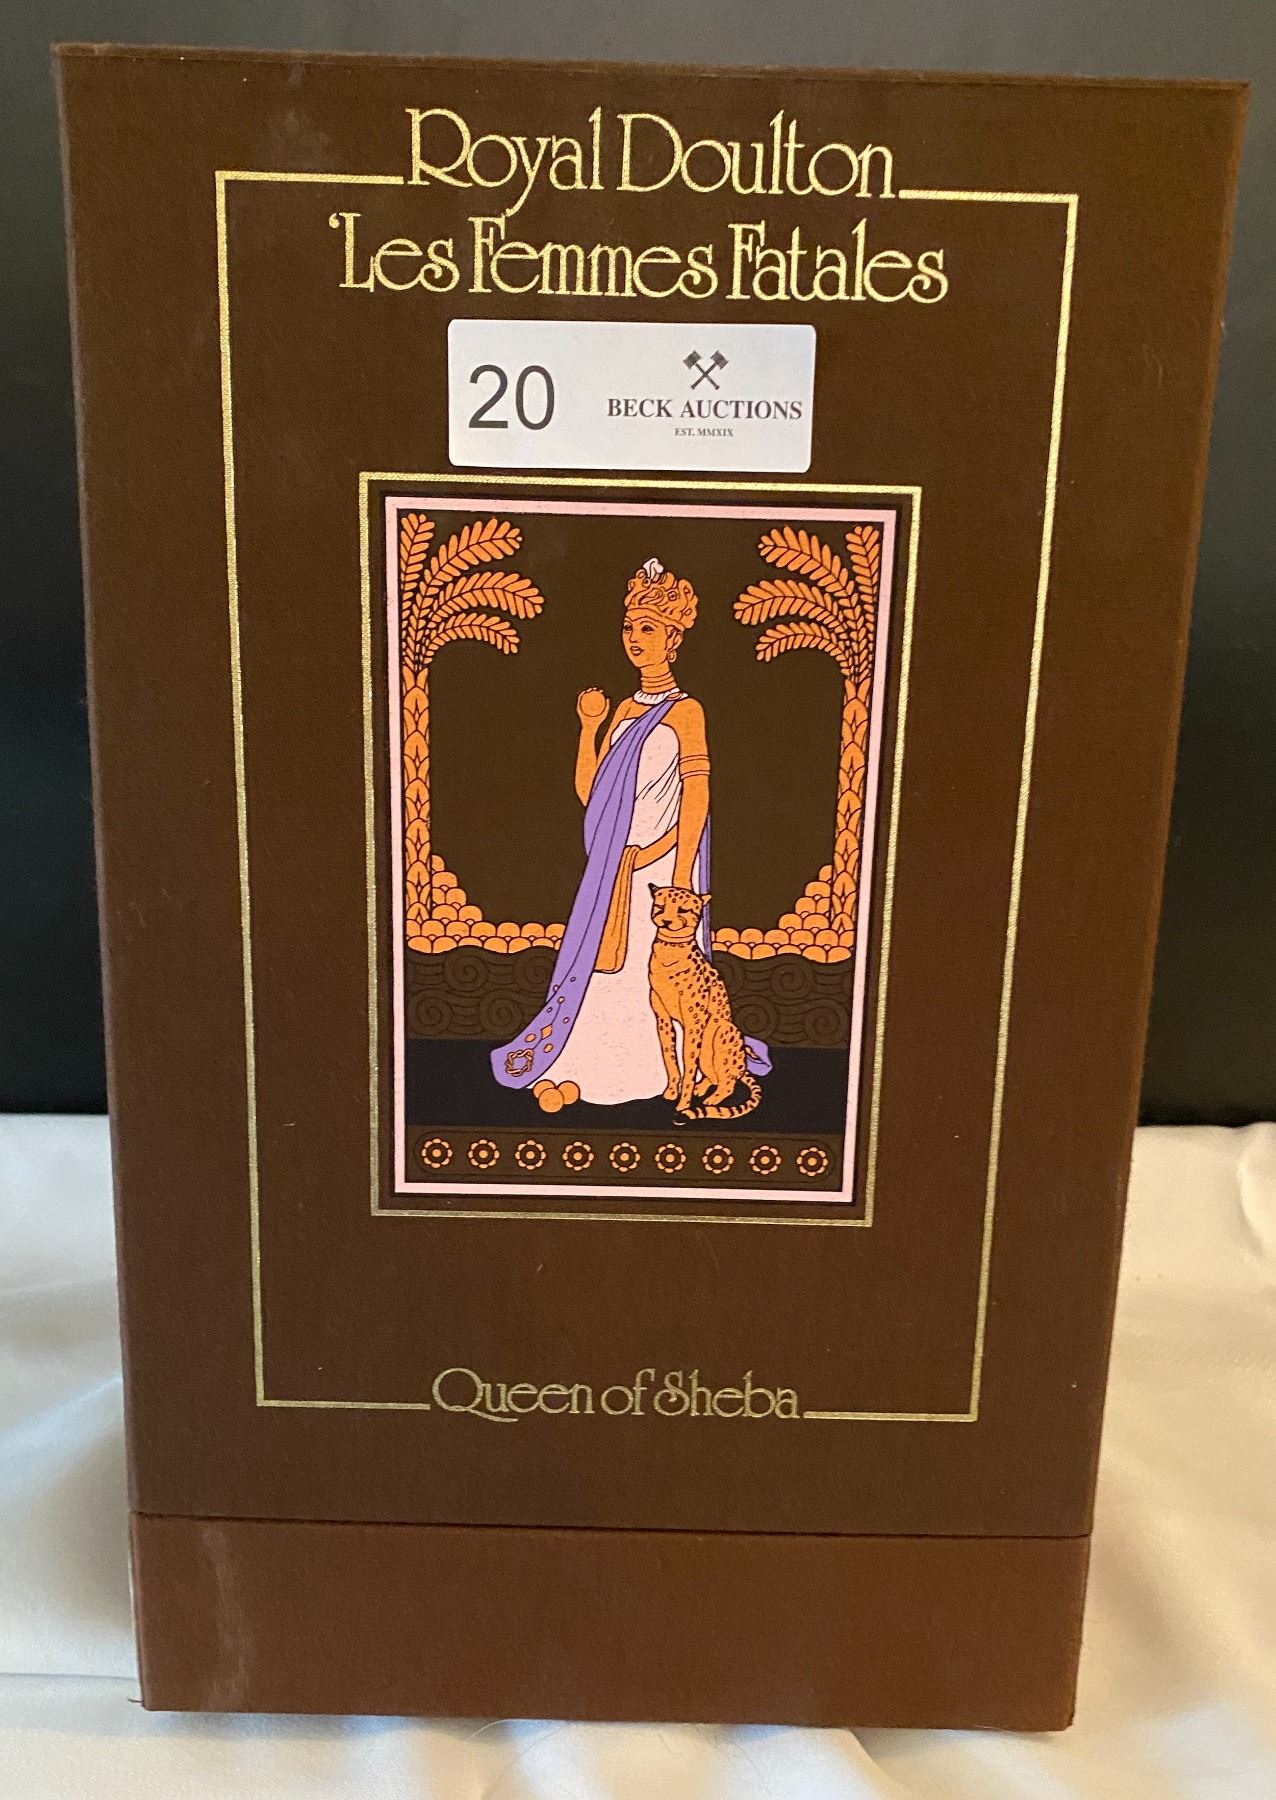 Royal Doulton
‘Les Femmes Fatales
20
BECK AUCTIONS
EST. MMXIX
Queen of Sheba